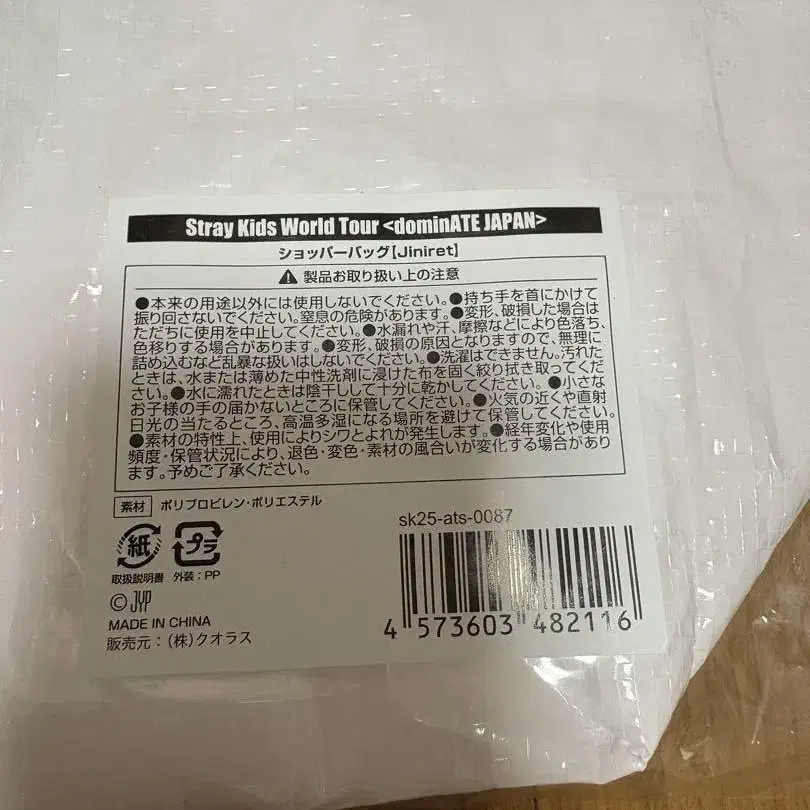 Stray Kids World Tour <dominATE JAPAN>
ショッパーバッグ【Jiniret】
製品お取り扱い上の注意
●本来の用途以外には使用しないでください。●持ち手を首にかけて
振り回さないでください。窒息の危険があります。●変形、破損した場合は
ただちに使用を中止してください。●水漏れや汗、摩擦などにより色落ち、
色移りする場合があります。●変形、破損の原因となりますので、無理に
詰め込むなど乱暴な扱いはしないでください。●洗濯はできません。汚れた
ときは、水または薄めた中性洗剤に浸けた布を固く絞り拭き取ってくだ
さい。●水に濡れたときは陰干しして十分に乾かしてください。●小さな
お子様の手の届かないところに保管してください。●火気の近くや直射
日光の当たるところ、高温多湿になる場所を避けて保管してください。
●素材の特性上、使用によりシワとよれが発生します。●経年変化や使用
頻度・保管状況により、退色・変色・素材の風合いが変化する場合があり
ます。予めご了承ください。
素材 ポリプロピレン・ポリエステル
sk25-ats-0087
紙 プラ
取扱説明書 外装:PP
© JYP
MADE IN CHINA
販売元:(株)クオラス
4 573603 482116